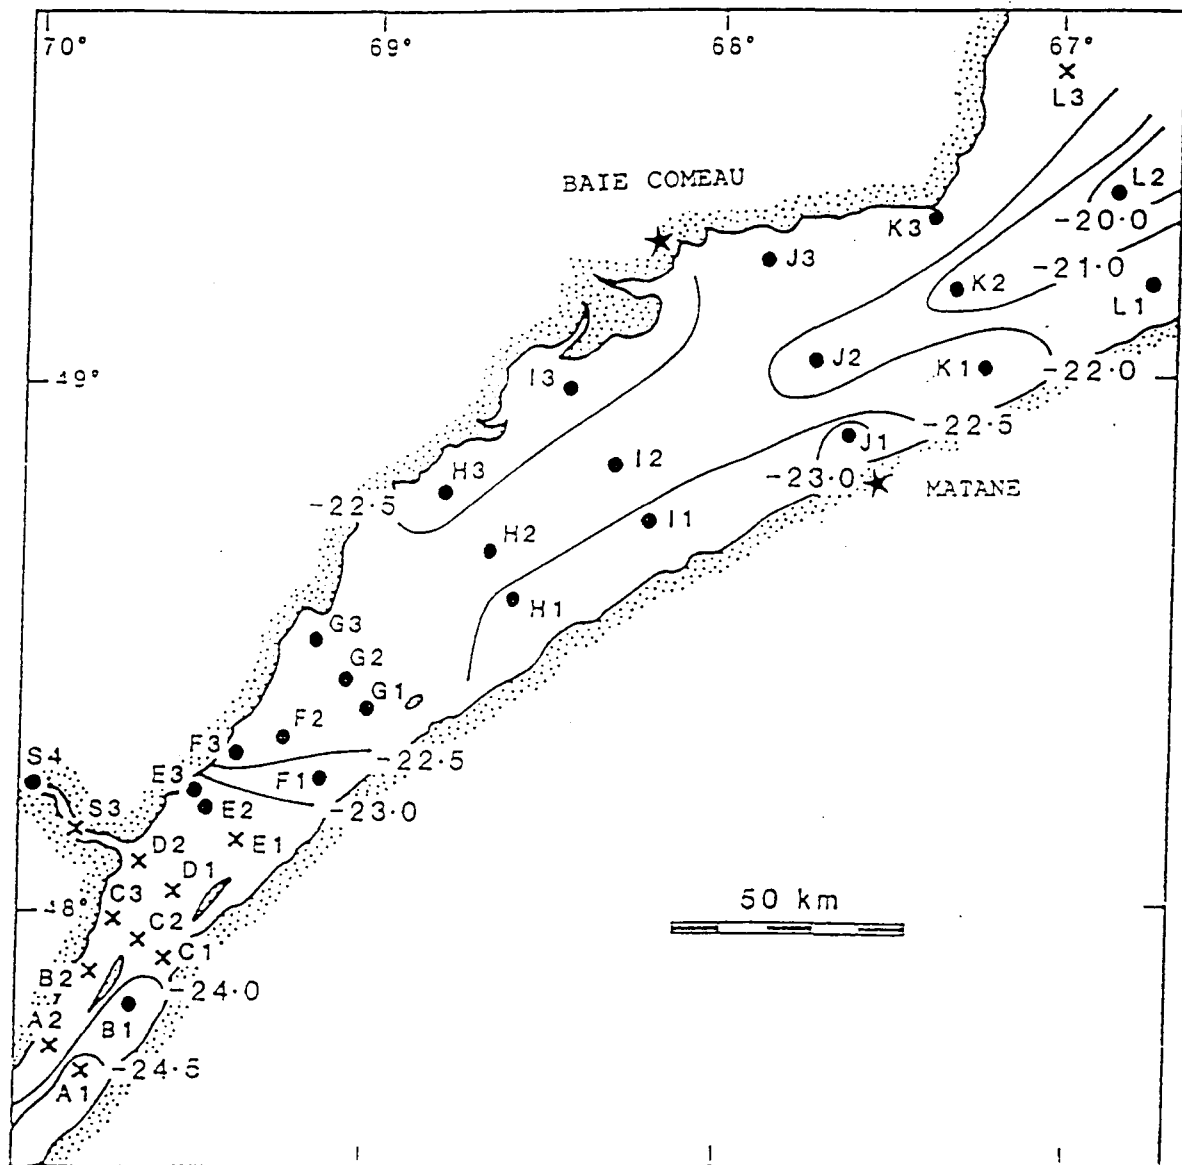 70° 69° 68° 67°
L3
BAIE COMEAU
L2
-20.0
K3
J3
-21.0
K2
L1
J2
49°
I3
K1
-22.0
-22.5
J1
I2
H3
-23.0
MATANE
-22.5
I1
H2
H1
G3
G2
G1
F2
F3
S4
-22.5
E3
F1
S3
E2
-23.0
E1
D2
D1
C3
48°
50 km
C2
C1
B2
-24.0
A2
B1
-24.5
A1